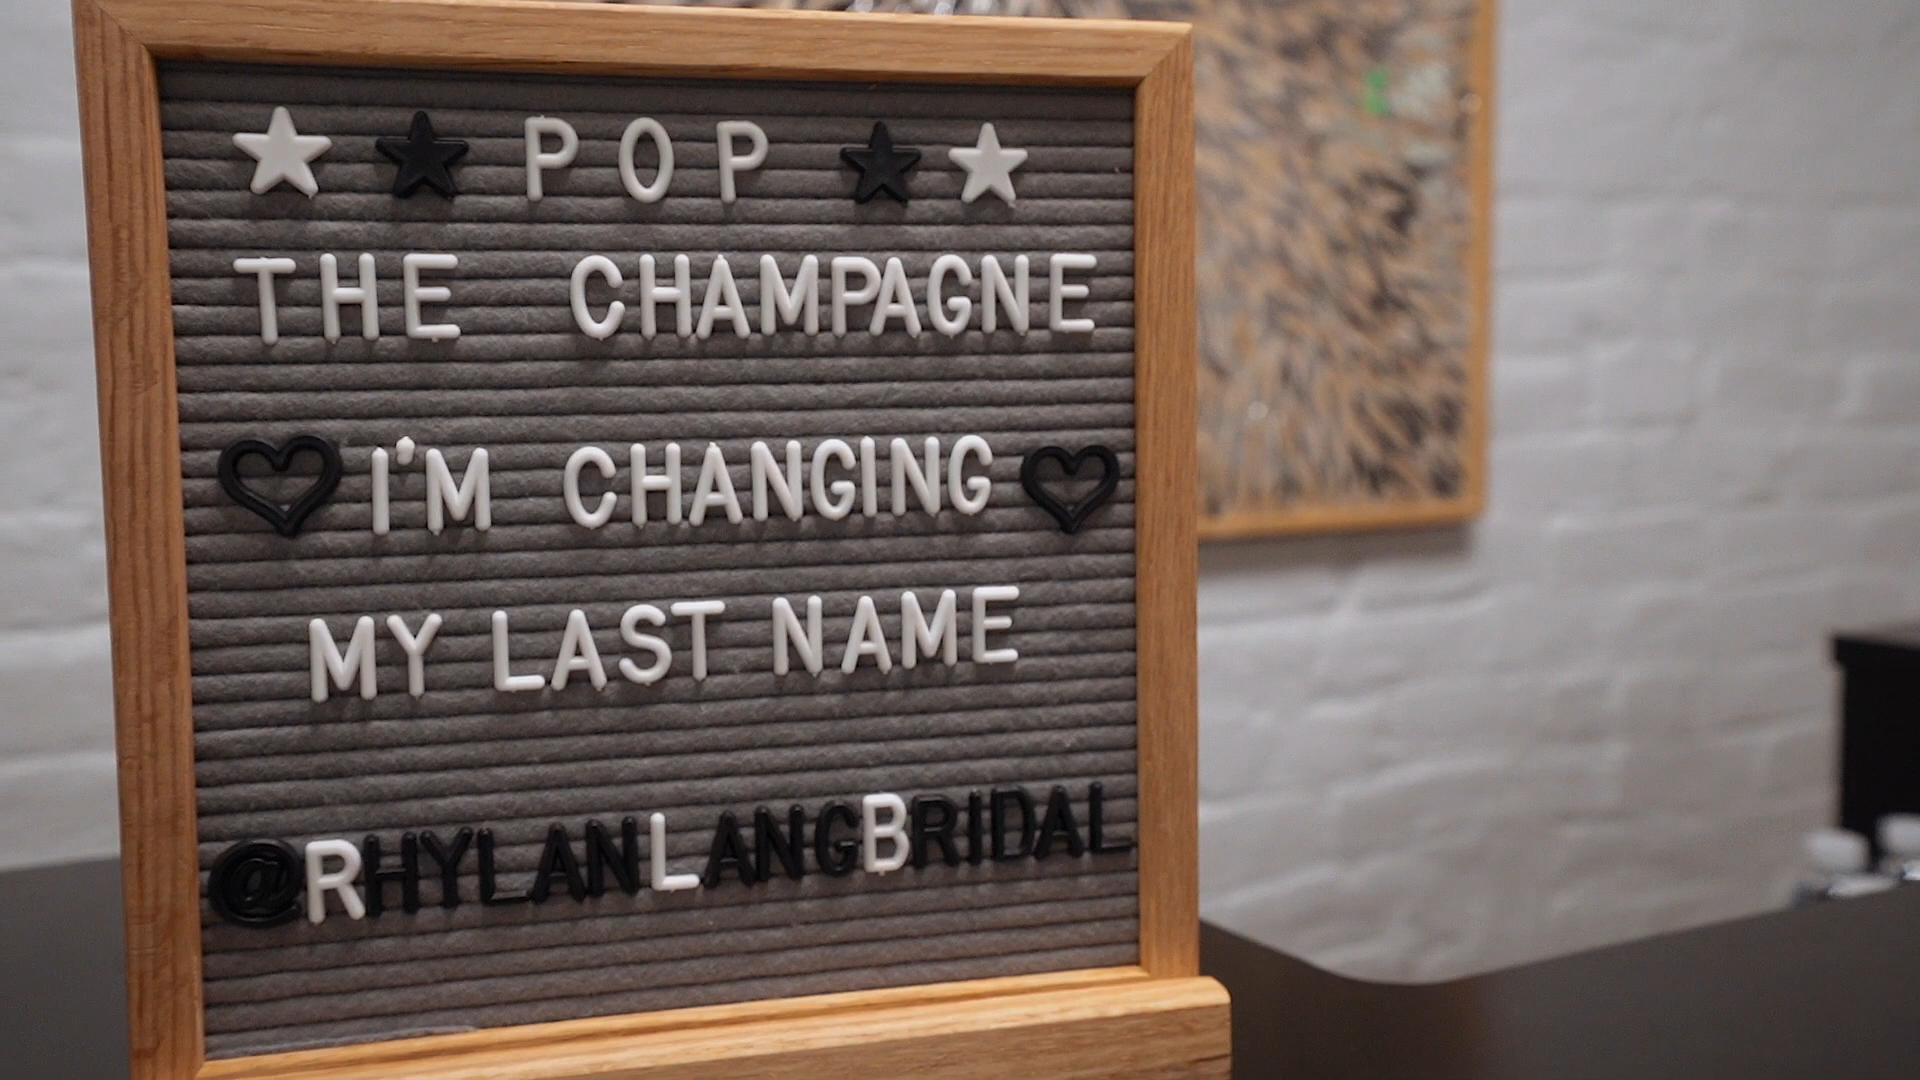 POP
THE CHAMPAGNE
I'M CHANGING
MY LAST NAME
@RHYLANLANGBRIDAL